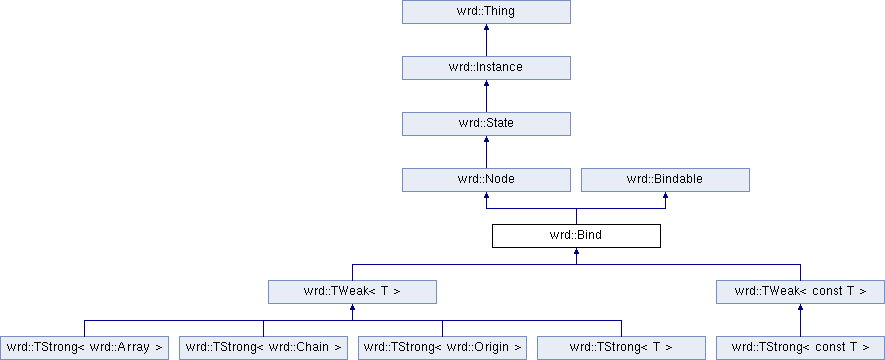 wrd::Thing
wrd::Instance
wrd::State
wrd::Node
wrd::Bindable
wrd::Bind
wrd::TWeak< T >
wrd::TWeak< const T >
wrd::TStrong< wrd::Array >
wrd::TStrong< wrd::Chain >
wrd::TStrong< wrd::Origin >
wrd::TStrong< T >
wrd::TStrong< const T >